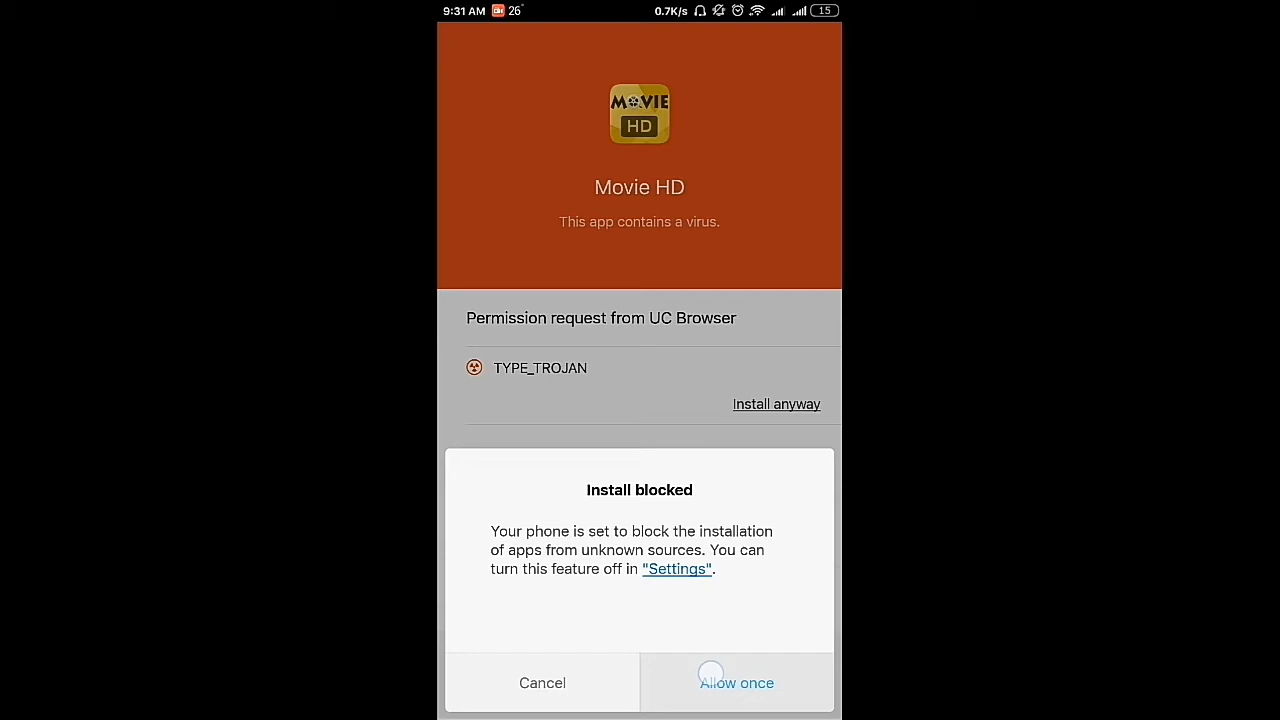 9:31 AM 26°
0.7K/s 15
MOVIE
HD
Movie HD
This app contains a virus.
Permission request from UC Browser
TYPE_TROJAN
Install anyway
Install blocked
Your phone is set to block the installation
of apps from unknown sources. You can
turn this feature off in "Settings".
Cancel
Allow once